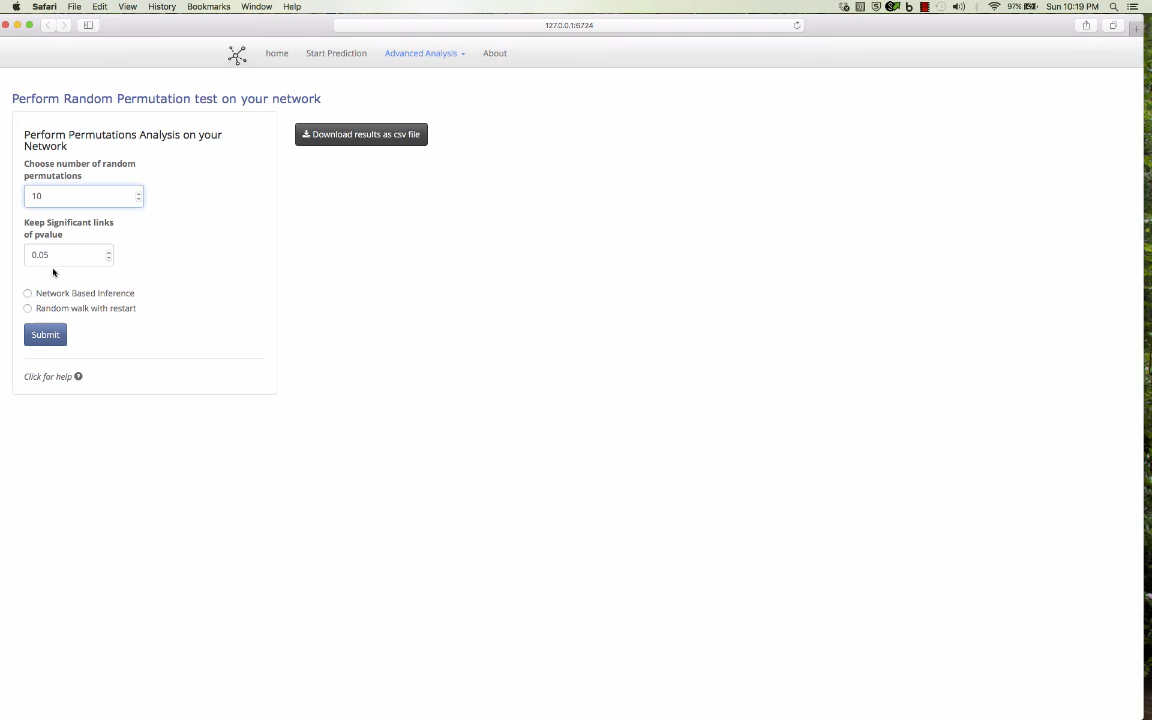 Safari File Edit View History Bookmarks Window Help 97% Sun 10:19 PM
127.0.0.1:6724
home Start Prediction Advanced Analysis About
Perform Random Permutation test on your network
Perform Permutations Analysis on your
Network
Choose number of random
permutations
10
Keep Significant links
of pvalue
0.05
Network Based Inference
Random walk with restart
Submit
Click for help
Download results as csv file